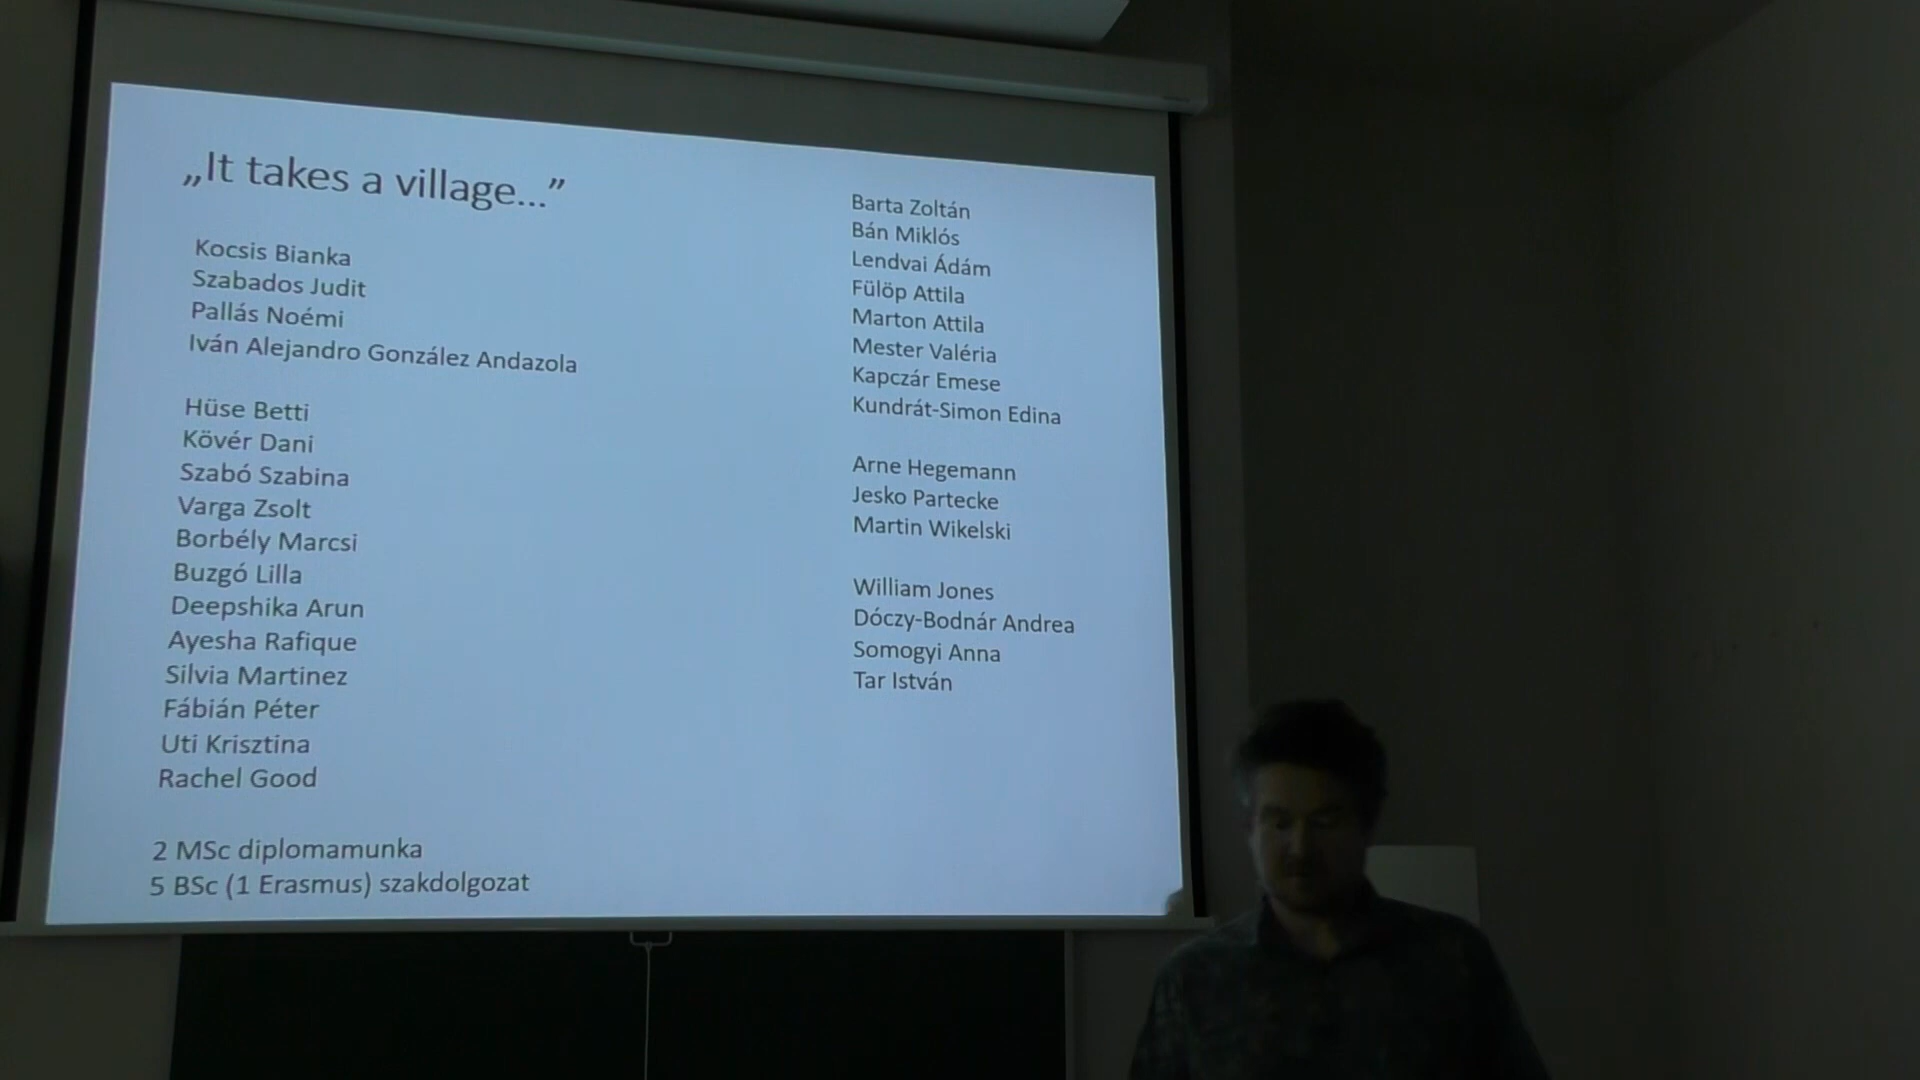 „It takes a village...”
Kocsis Bianka
Szabados Judit
Pallás Noémi
Iván Alejandro González Andazola
Hüse Betti
Kövér Dani
Szabó Szabina
Varga Zsolt
Borbély Marcsi
Buzgó Lilla
Deepshika Arun
Ayesha Rafique
Silvia Martinez
Fábián Péter
Uti Krisztina
Rachel Good
2 MSc diplomamunka
5 BSc (1 Erasmus) szakdolgozat
Barta Zoltán
Bán Miklós
Lendvai Ádám
Fülöp Attila
Marton Attila
Mester Valéria
Kapczár Emese
Kundrát-Simon Edina
Arne Hegemann
Jesko Partecke
Martin Wikelski
William Jones
Dóczy-Bodnár Andrea
Somogyi Anna
Tar István